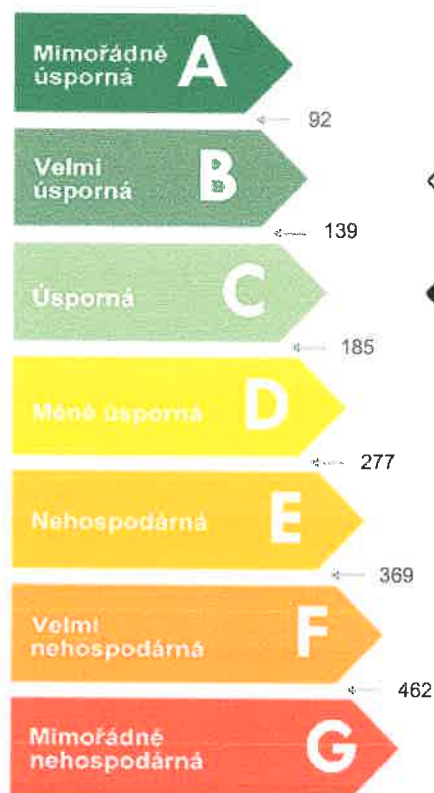 Mimořádně
úsporná A
92
Velmi
úsporná B
139
Úsporná C
185
Méně úsporná D
277
Nehospodárná E
369
Velmi
nehospodárná F
462
Mimořádně
nehospodárná G